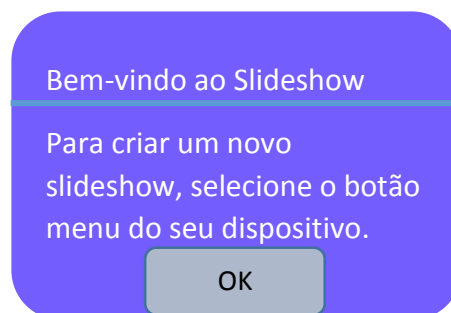 Bem-vindo ao Slideshow
Para criar um novo
slideshow, selecione o botão
menu do seu dispositivo.
OK